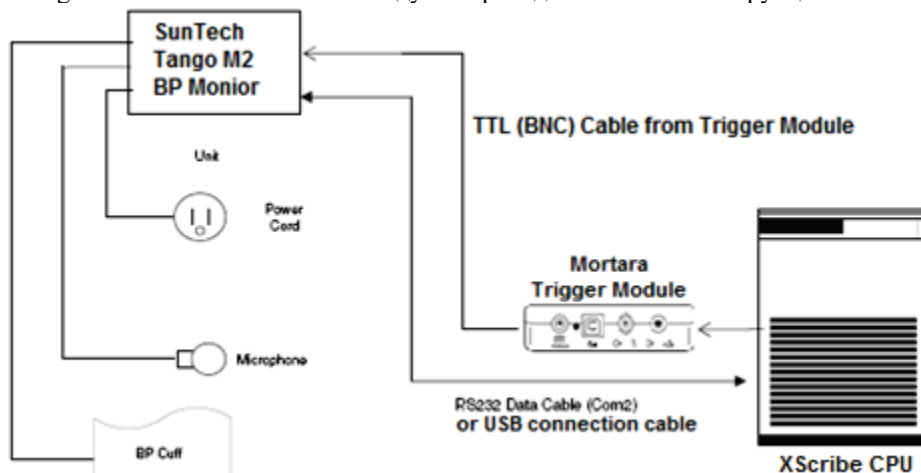 SunTech
Tango M2
BP Monior
TTL (BNC) Cable from Trigger Module
Unit
Power
Cord
Mortara
Trigger Module
Microphone
RS232 Data Cable (Com2)
or USB connection cable
BP Cuff
XScribe CPU